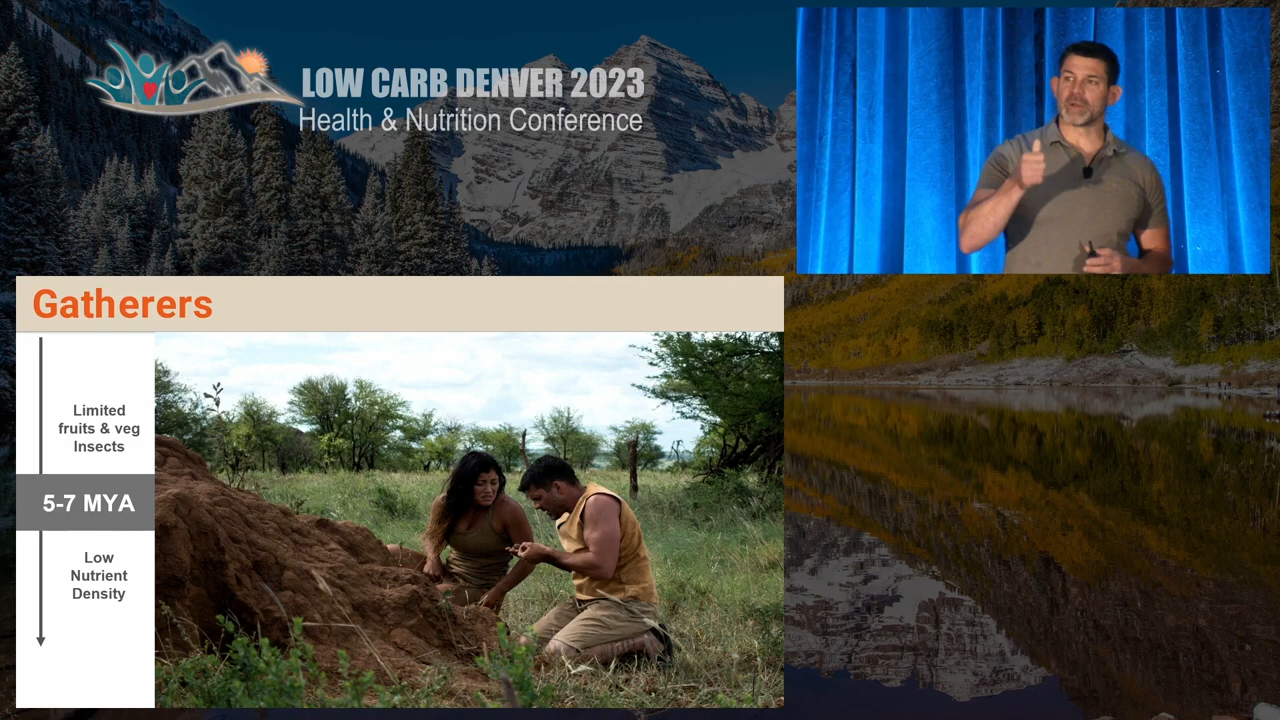 LOW CARB DENVER 2023
Health & Nutrition Conference
Gatherers
Limited
fruits & veg
Insects
5-7 MYA
Low
Nutrient
Density